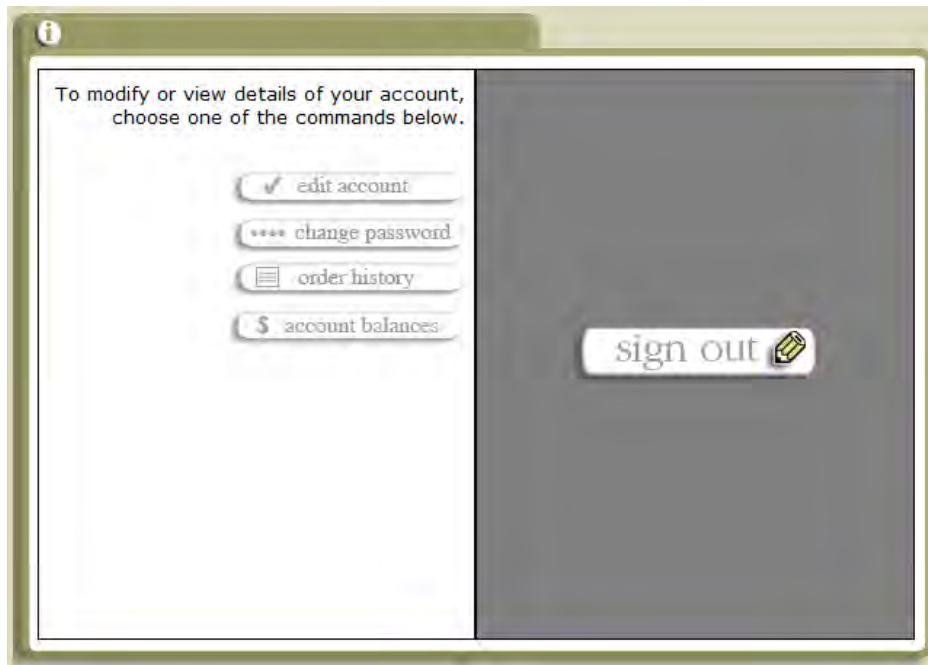 To modify or view details of your account,
choose one of the commands below.
edit account
**** change password
order history
$ account balances
sign out